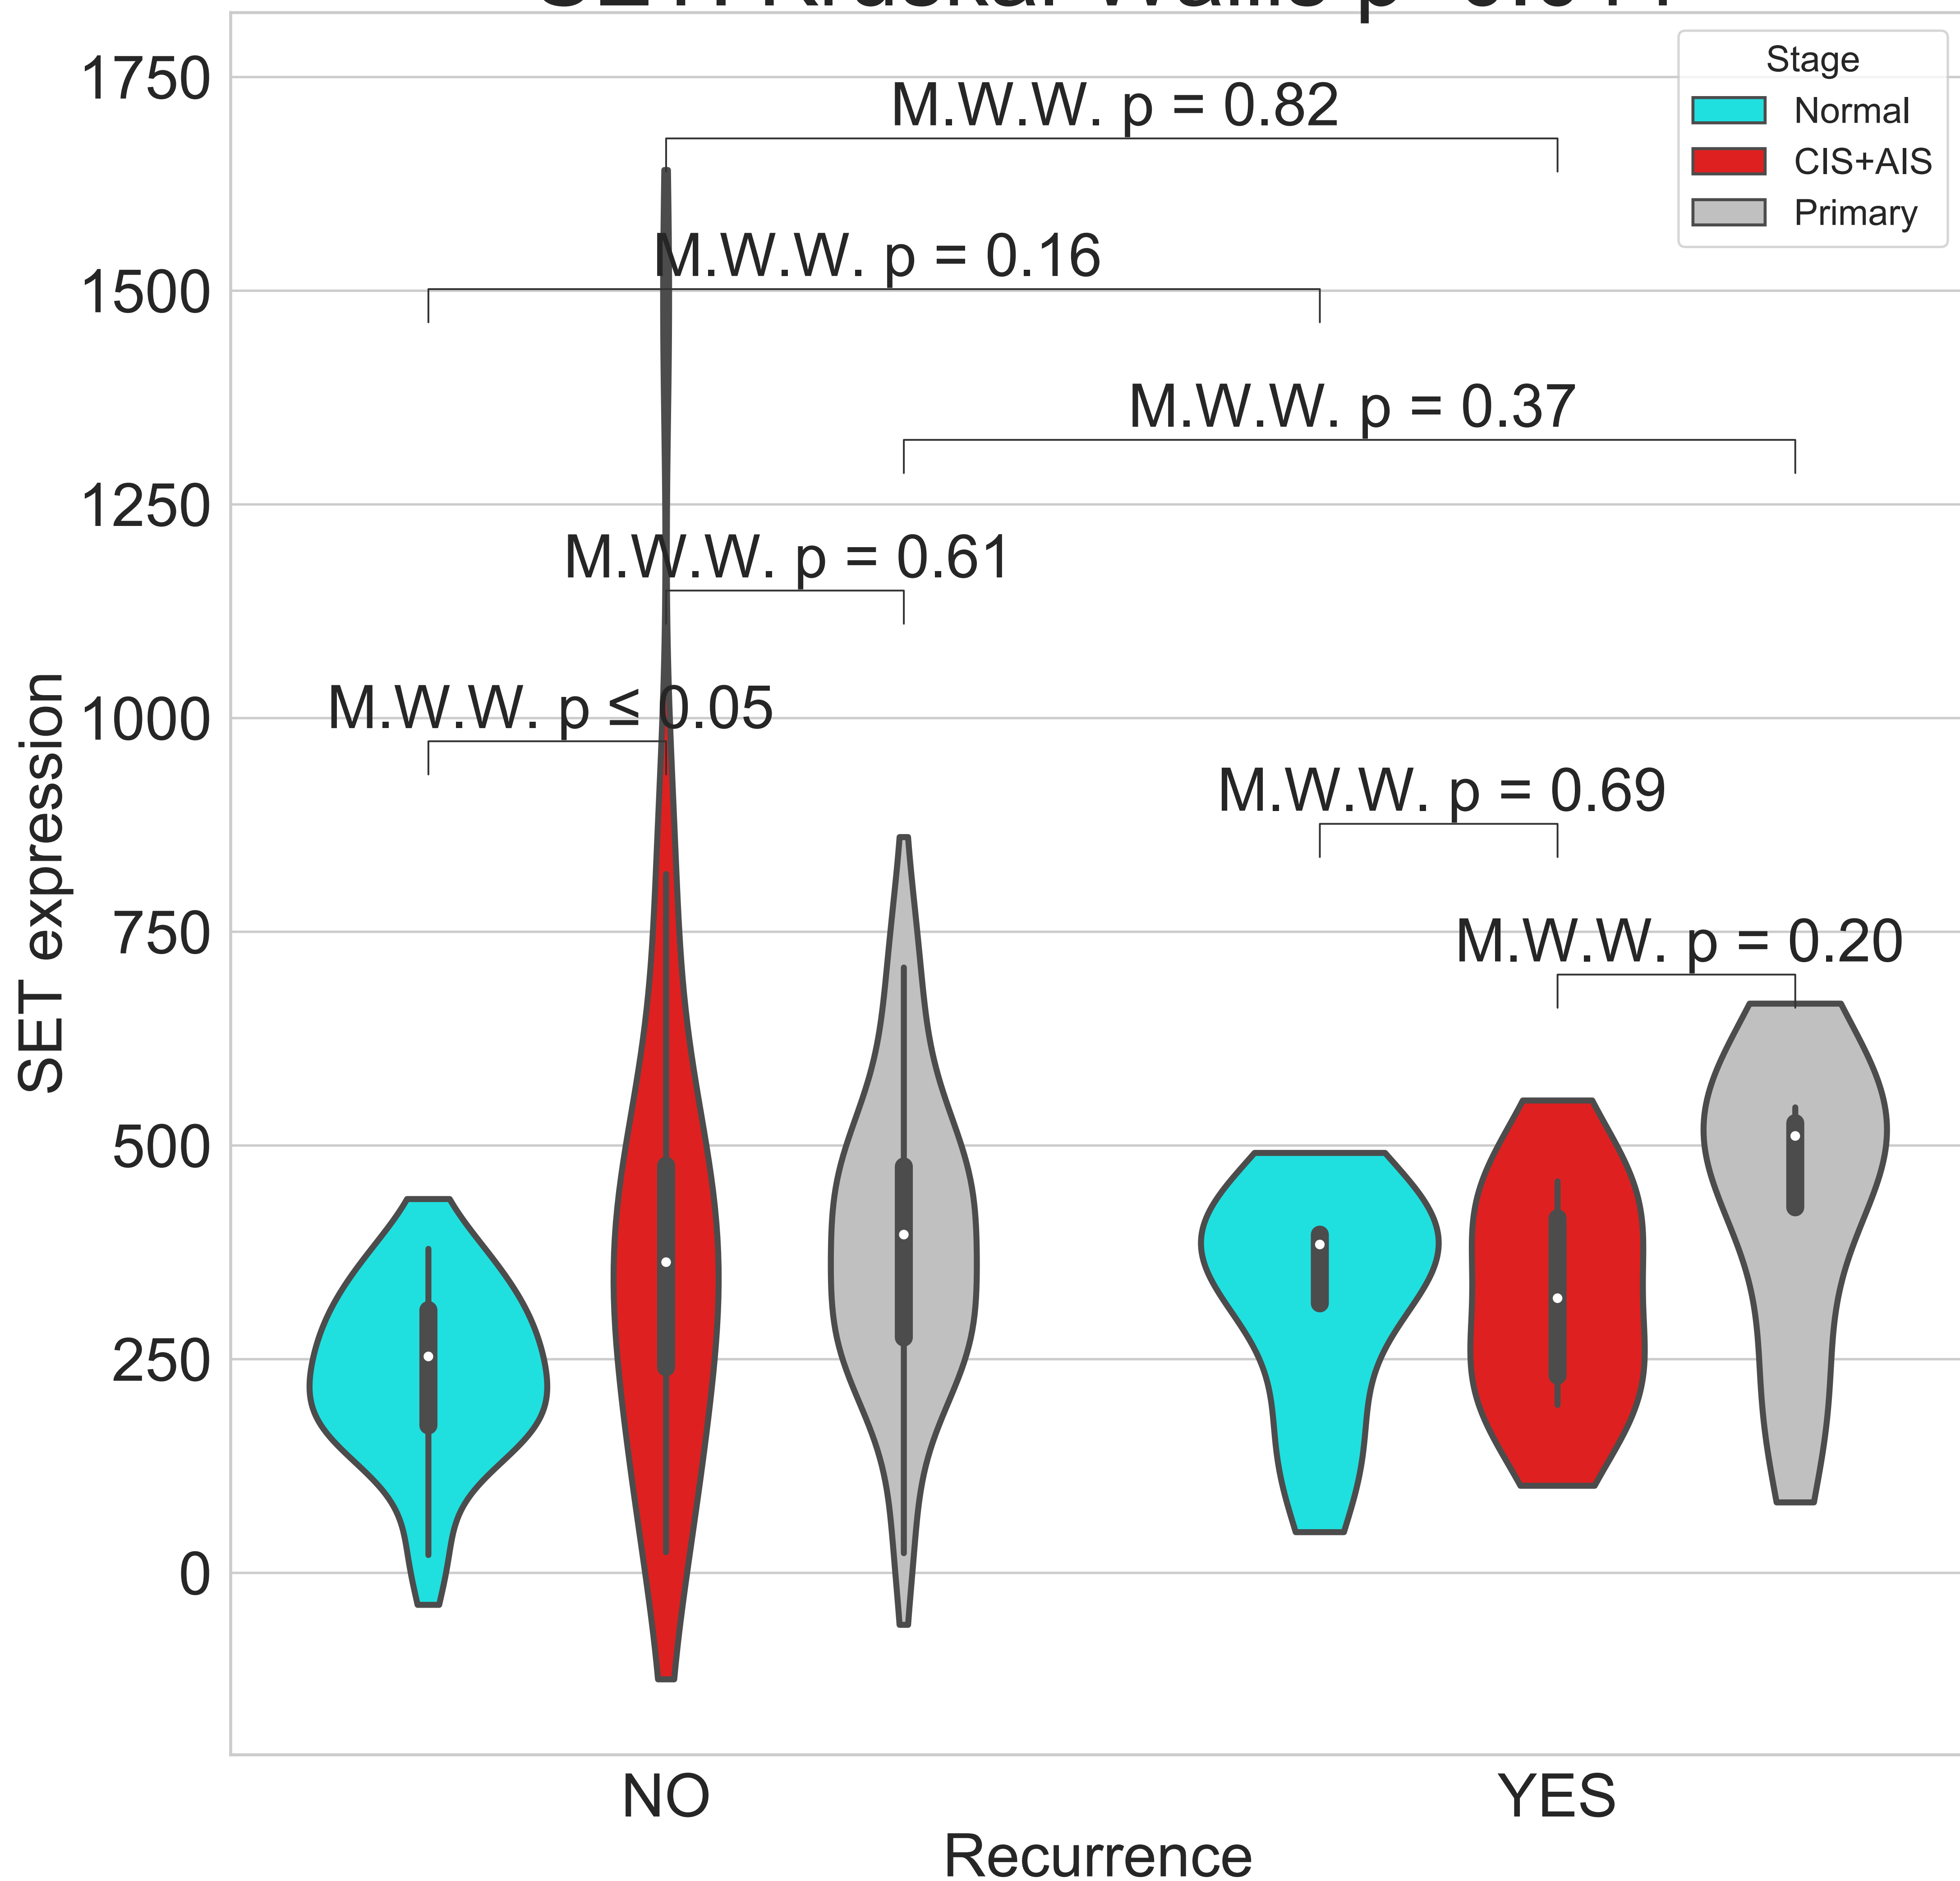 1750
1500
1250
1000
750
500
250
0
SET expression
M.W.W. p = 0.82
M.W.W. p = 0.16
M.W.W. p = 0.37
M.W.W. p = 0.61
M.W.W. p ≤ 0.05
M.W.W. p = 0.69
M.W.W. p = 0.20
Stage
Normal
CIS+AIS
Primary
NO
YES
Recurrence